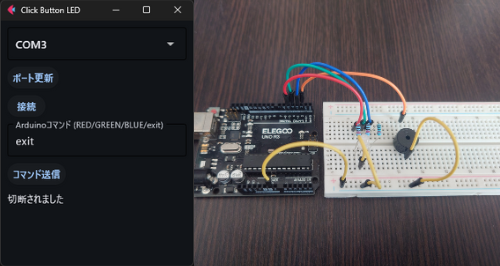 Click Button LED
COM3
ポート更新
接続
Arduinoコマンド (RED/GREEN/BLUE/exit)
exit
コマンド送信
切断されました
ELEGOO
UNO R3